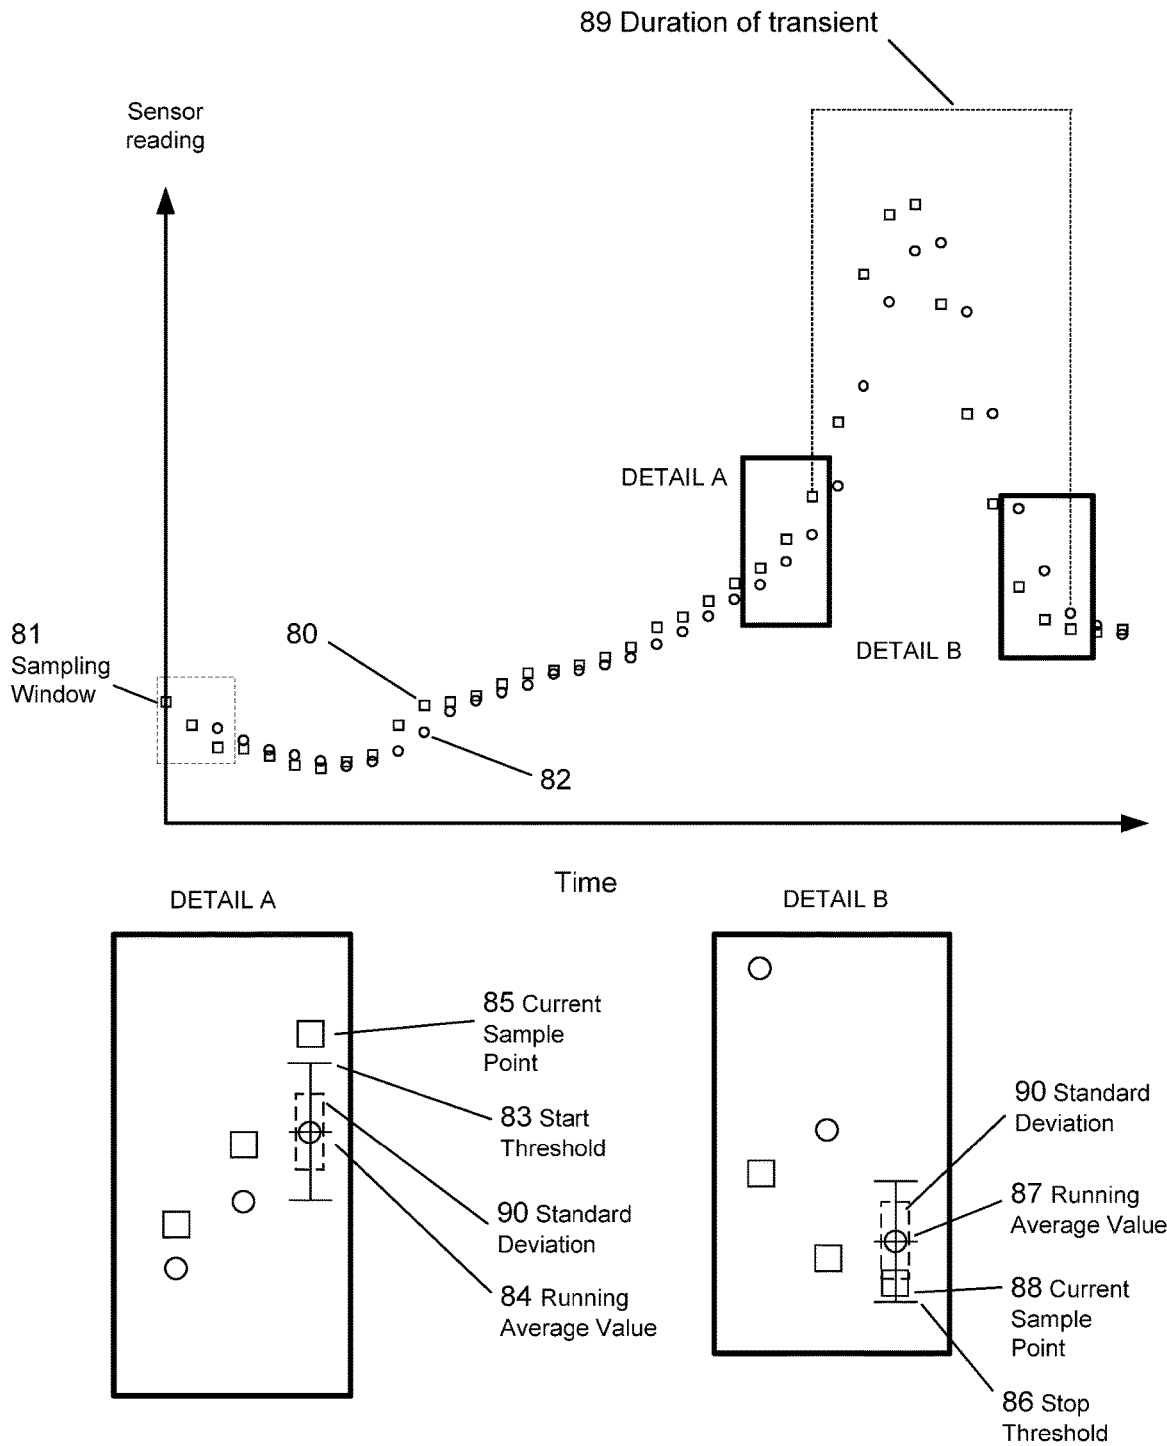 89 Duration of transient
Sensor
reading
DETAIL A
81
Sampling
Window
80
82
DETAIL B
Time
DETAIL A
DETAIL B
85 Current
Sample
Point
83 Start
Threshold
90 Standard
Deviation
84 Running
Average Value
90 Standard
Deviation
87 Running
Average Value
88 Current
Sample
Point
86 Stop
Threshold